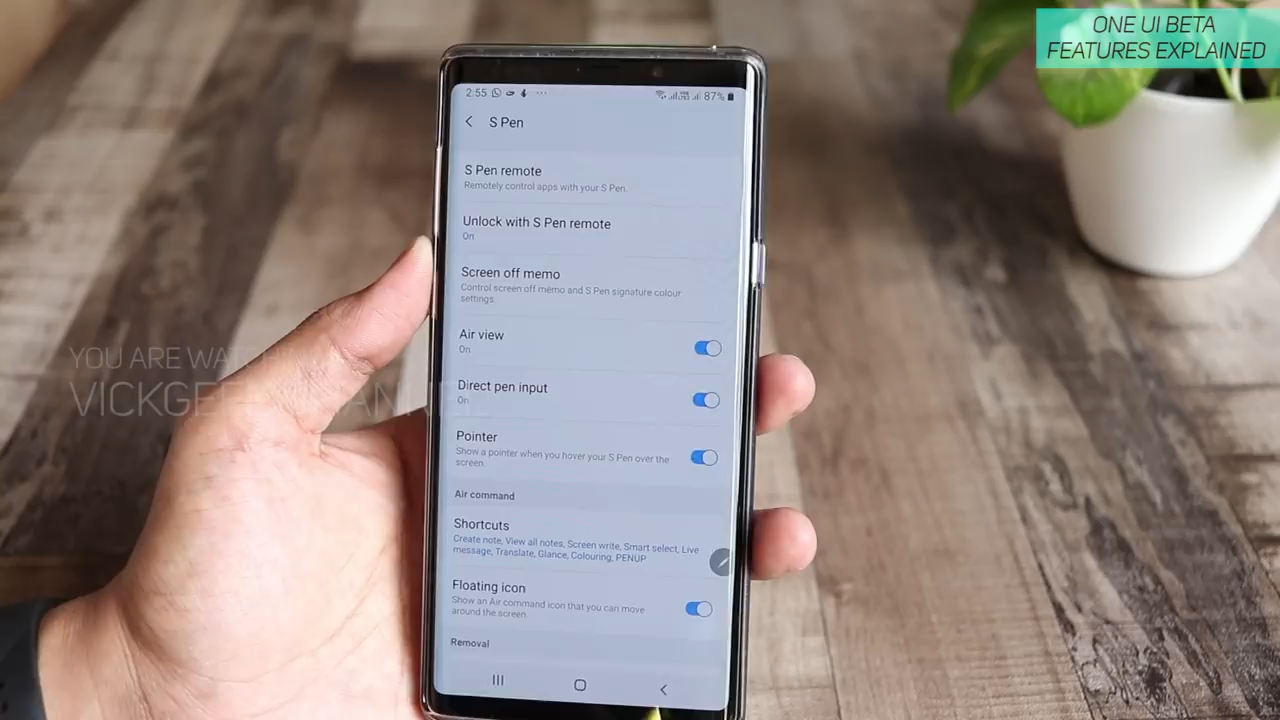 ONE UI BETA
FEATURES EXPLAINED
2:55
87%
S Pen
S Pen remote
Remotely control apps with your S Pen.
Unlock with S Pen remote
On
Screen off memo
Control screen off memo and S Pen signature colour
settings.
Air view
On
Direct pen input
On
Pointer
Show a pointer when you hover your S Pen over the
screen.
Air command
Shortcuts
Create note, View all notes, Screen write, Smart select, Live
message, Translate, Glance, Colouring, PENUP
Floating icon
Show an Air command icon that you can move
around the screen.
Removal
YOU ARE